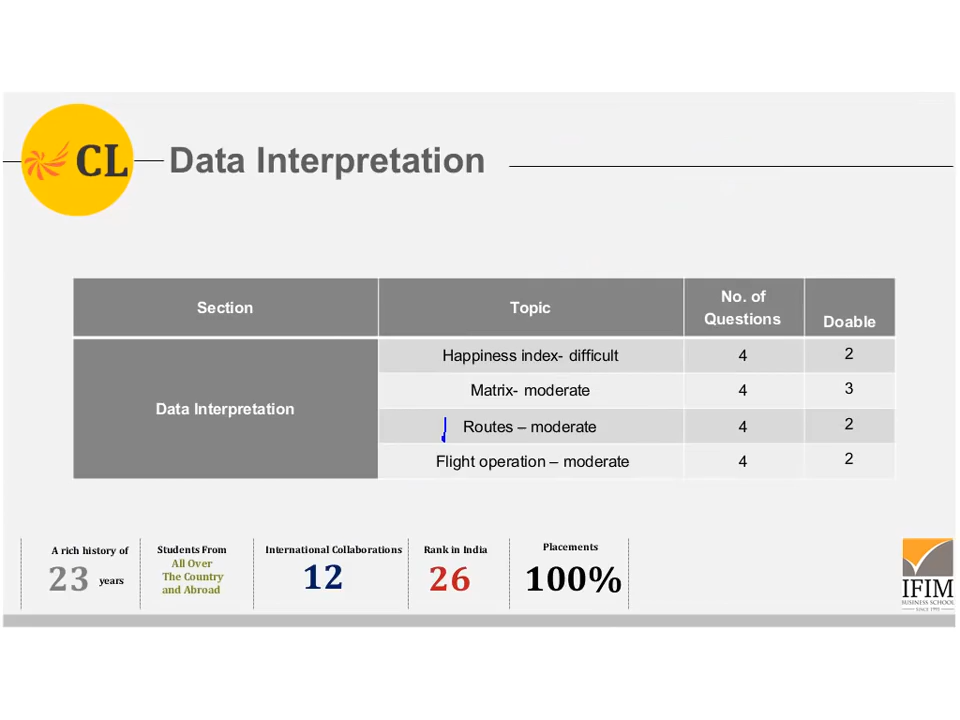 CL
Data Interpretation
Section Topic No. of Questions Doable
Data Interpretation
Happiness index- difficult 4 2
Matrix- moderate 4 3
Routes – moderate 4 2
Flight operation – moderate 4 2
A rich history of
23 years
Students From
All Over
The Country
and Abroad
International Collaborations
12
Rank in India
26
Placements
100%
IFIM
BUSINESS SCHOOL
SINCE 1995